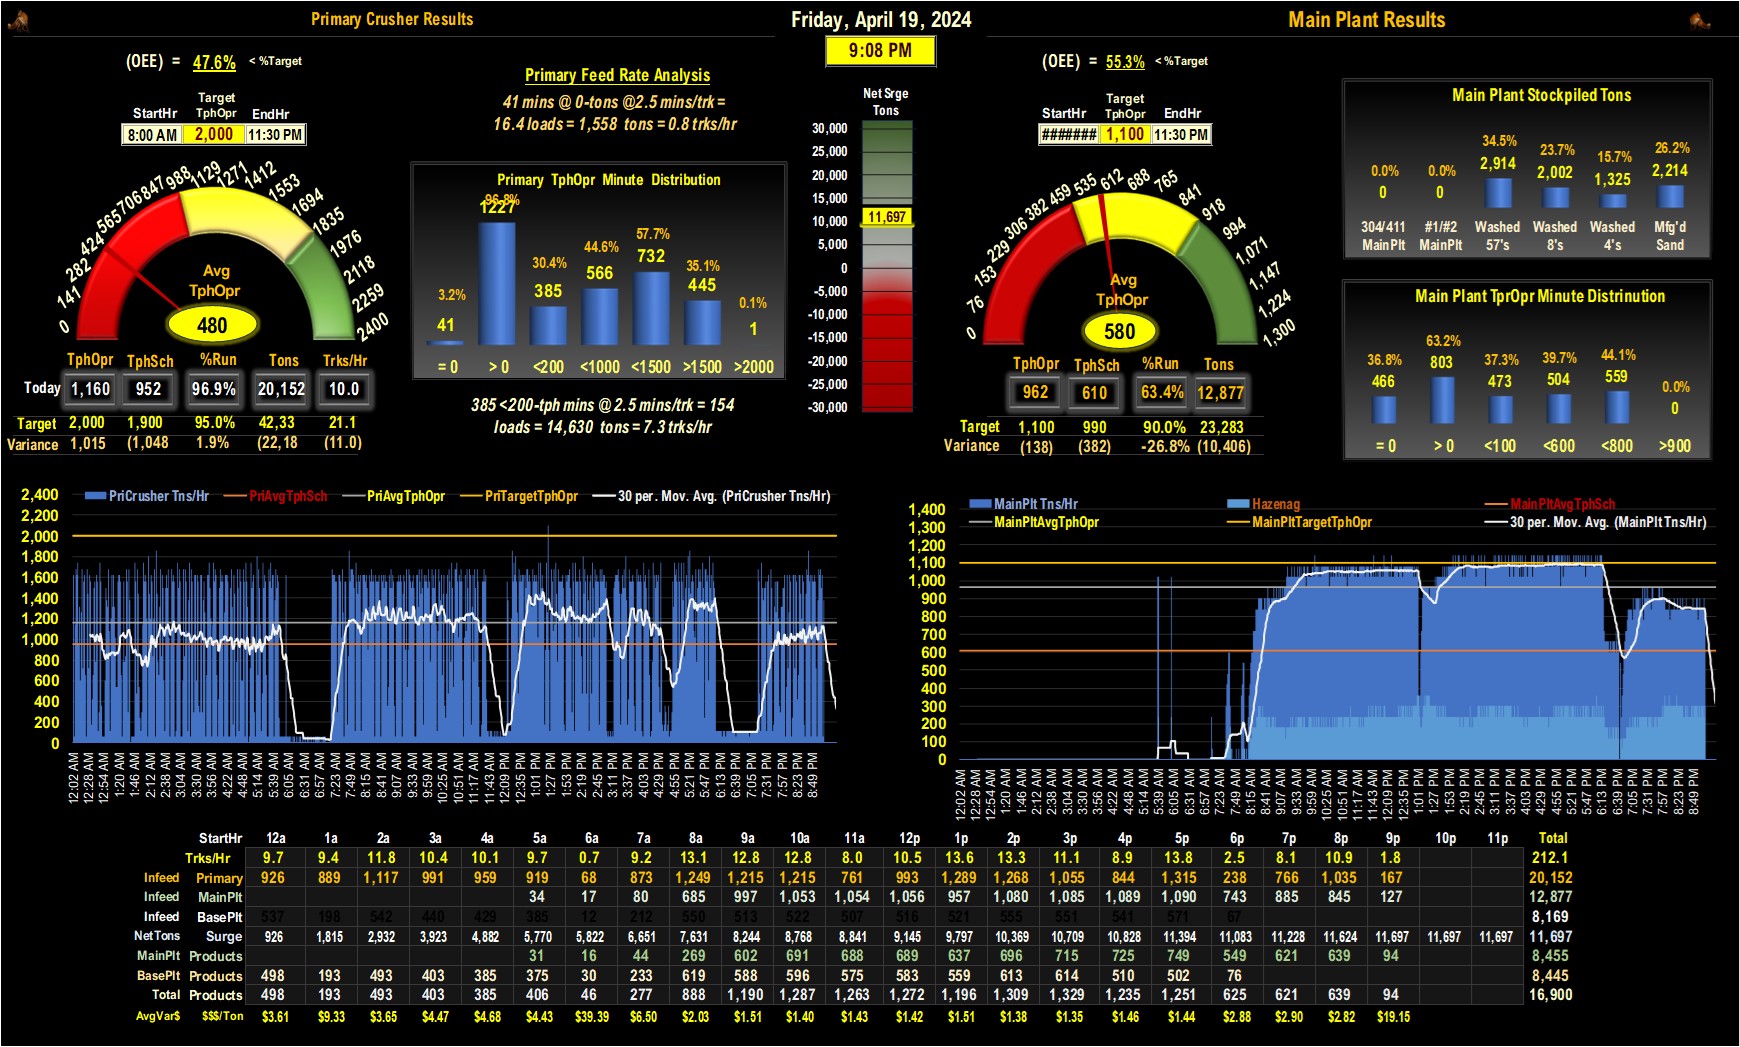 Primary Crusher Results
Friday, April 19, 2024
Main Plant Results
9:08 PM
(OEE) = 47.6% < %Target
Target
StartHr TphOpr EndHr
8:00 AM 2,000 11:30 PM
0 141 282 424 565 706 847 988 1129 1271 1412 1553 1694 1835 1976 2118 2259 2400
Avg
TphOpr
480
TphOpr TphSch %Run Tons Trks/Hr
Today 1,160 952 96.9% 20,152 10.0
Target 2,000 1,900 95.0% 42,33 21.1
Variance 1,015 (1,048 1.9% (22,18 (11.0)
Primary Feed Rate Analysis
41 mins @ 0-tons @2.5 mins/trk =
16.4 loads = 1,558 tons = 0.8 trks/hr
Primary TphOpr Minute Distribution
3.2% 96.8% 30.4% 44.6% 57.7% 35.1% 0.1%
41 1227 385 566 732 445 1
= 0 > 0 <200 <1000 <1500 >1500 >2000
385 <200-tph mins @ 2.5 mins/trk = 154
loads = 14,630 tons = 7.3 trks/hr
Net Srge
Tons
30,000
25,000
20,000
15,000
10,000
5,000
0
-5,000
-10,000
-15,000
-20,000
-25,000
-30,000
11,697
(OEE) = 55.3% < %Target
Target
StartHr TphOpr EndHr
####### 1,100 11:30 PM
0 76 153 229 306 382 459 535 612 688 765 841 918 994 1,071 1,147 1,224 1,300
Avg
TphOpr
580
TphOpr TphSch %Run Tons
962 610 63.4% 12,877
Target 1,100 990 90.0% 23,283
Variance (138) (382) -26.8% (10,406)
Main Plant Stockpiled Tons
0.0% 0.0% 34.5% 23.7% 15.7% 26.2%
0 0 2,914 2,002 1,325 2,214
304/411 #1/#2 Washed Washed Washed Mfg'd
MainPlt MainPlt 57's 8's 4's Sand
Main Plant TprOpr Minute Distrinution
36.8% 63.2% 37.3% 39.7% 44.1% 0.0%
466 803 473 504 559 0
= 0 > 0 <100 <600 <800 >900
PriCrusher Tns/Hr PriAvgTphSch PriAvgTphOpr PriTargetTphOpr 30 per. Mov. Avg. (PriCrusher Tns/Hr)
2,400
2,200
2,000
1,800
1,600
1,400
1,200
1,000
800
600
400
200
0
12:02 AM 12:28 AM 12:54 AM 1:20 AM 1:46 AM 2:12 AM 2:38 AM 3:04 AM 3:30 AM 3:56 AM 4:22 AM 4:48 AM 5:14 AM 5:39 AM 6:05 AM 6:31 AM 6:57 AM 7:23 AM 7:49 AM 8:15 AM 8:41 AM 9:07 AM 9:33 AM 9:59 AM 10:25 AM 10:51 AM 11:17 AM 11:43 AM 12:09 PM 12:35 PM 1:01 PM 1:27 PM 1:53 PM 2:19 PM 2:45 PM 3:11 PM 3:37 PM 4:03 PM 4:29 PM 4:55 PM 5:21 PM 5:47 PM 6:13 PM 6:39 PM 7:05 PM 7:31 PM 7:57 PM 8:23 PM 8:49 PM
MainPlt Tns/Hr Hazenag MainPltAvgTphSch
MainPltAvgTphOpr MainPltTargetTphOpr 30 per. Mov. Avg. (MainPlt Tns/Hr)
1,400
1,300
1,200
1,100
1,000
900
800
700
600
500
400
300
200
100
0
12:02 AM 12:28 AM 12:54 AM 1:20 AM 1:46 AM 2:12 AM 2:38 AM 3:04 AM 3:30 AM 3:56 AM 4:22 AM 4:48 AM 5:14 AM 5:39 AM 6:05 AM 6:31 AM 6:57 AM 7:23 AM 7:49 AM 8:15 AM 8:41 AM 9:07 AM 9:33 AM 9:59 AM 10:25 AM 10:51 AM 11:17 AM 11:43 AM 12:09 PM 12:35 PM 1:01 PM 1:27 PM 1:53 PM 2:19 PM 2:45 PM 3:11 PM 3:37 PM 4:03 PM 4:29 PM 4:55 PM 5:21 PM 5:47 PM 6:13 PM 6:39 PM 7:05 PM 7:31 PM 7:57 PM 8:23 PM 8:49 PM
StartHr 12a 1a 2a 3a 4a 5a 6a 7a 8a 9a 10a 11a 12p 1p 2p 3p 4p 5p 6p 7p 8p 9p 10p 11p Total
Trks/Hr 9.7 9.4 11.8 10.4 10.1 9.7 0.7 9.2 13.1 12.8 12.8 8.0 10.5 13.6 13.3 11.1 8.9 13.8 2.5 8.1 10.9 1.8 212.1
Infeed Primary 926 889 1,117 991 959 919 68 873 1,249 1,215 1,215 761 993 1,289 1,268 1,055 844 1,315 238 766 1,035 167 20,152
Infeed MainPlt 34 17 80 685 997 1,053 1,054 1,056 957 1,080 1,085 1,089 1,090 743 885 845 127 12,877
Infeed BasePlt 537 198 542 440 429 385 12 212 550 513 522 507 516 521 555 551 541 571 67 8,169
NetTons Surge 926 1,815 2,932 3,923 4,882 5,770 5,822 6,651 7,631 8,244 8,768 8,841 9,145 9,797 10,369 10,709 10,828 11,394 11,083 11,228 11,624 11,697 11,697 11,697 11,697
MainPlt Products 31 16 44 269 602 691 688 689 637 696 715 725 749 549 621 639 94 8,455
BasePlt Products 498 193 493 403 385 375 30 233 619 588 596 575 583 559 613 614 510 502 76 8,445
Total Products 498 193 493 403 385 406 46 277 888 1,190 1,287 1,263 1,272 1,196 1,309 1,329 1,235 1,251 625 621 639 94 16,900
AvgVar$ $$$/Ton $3.61 $9.33 $3.65 $4.47 $4.68 $4.43 $39.39 $6.50 $2.03 $1.51 $1.40 $1.43 $1.42 $1.51 $1.38 $1.35 $1.46 $1.44 $2.88 $2.90 $2.82 $19.15